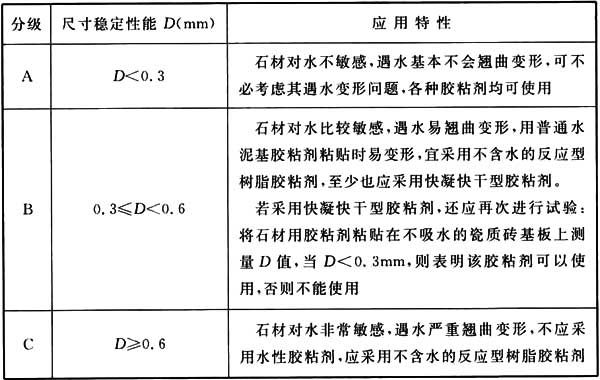 分级 尺寸稳定性能 D(mm) 应用特性
A D<0.3 石材对水不敏感,遇水基本不会翘曲变形,可不
必考虑其遇水变形问题,各种胶粘剂均可使用
B 0.3≤D<0.6 石材对水比较敏感,遇水易翘曲变形,用普通水
泥基胶粘剂粘贴时易变形,宜采用不含水的反应型
树脂胶粘剂,至少也应采用快凝快干型胶粘剂。
若采用快凝快干型胶粘剂,还应再次进行试验:
将石材用胶粘剂粘贴在不吸水的瓷质砖基板上测
量D值,当D<0.3mm,则表明该胶粘剂可以使
用,否则不能使用
C D≥0.6 石材对水非常敏感,遇水严重翘曲变形,不应采
用水性胶粘剂,应采用不含水的反应型树脂胶粘剂